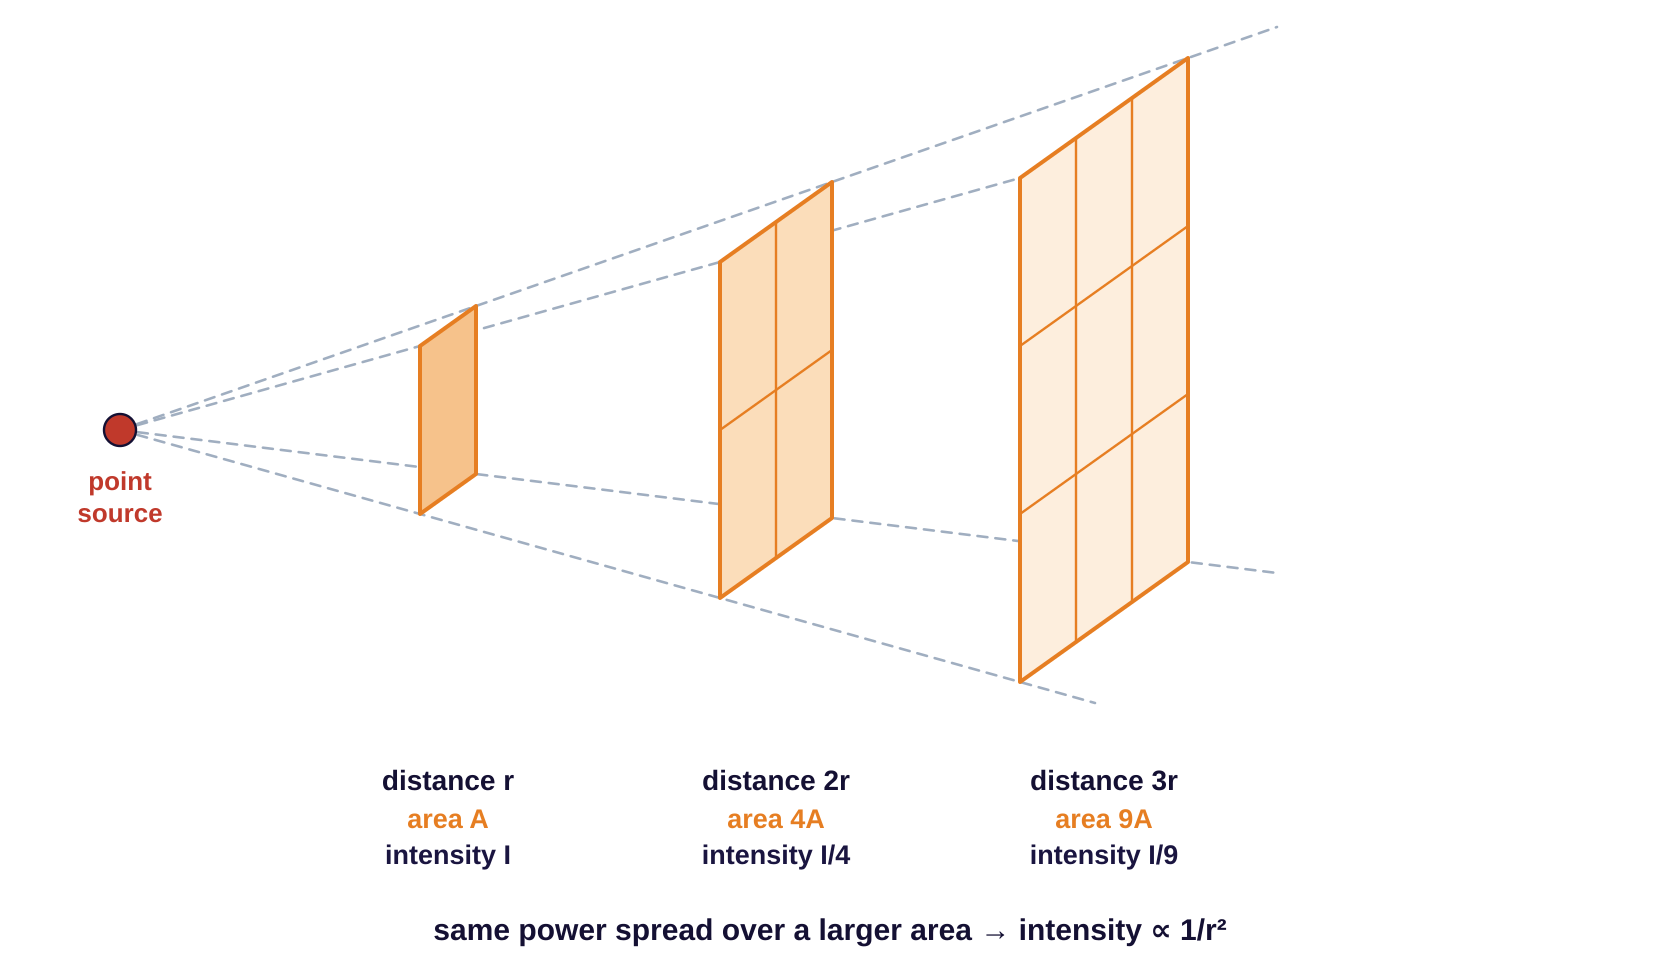 point
source
distance r
area A
intensity I
distance 2r
area 4A
intensity I/4
distance 3r
area 9A
intensity I/9
same power spread over a larger area → intensity ∝ 1/r²